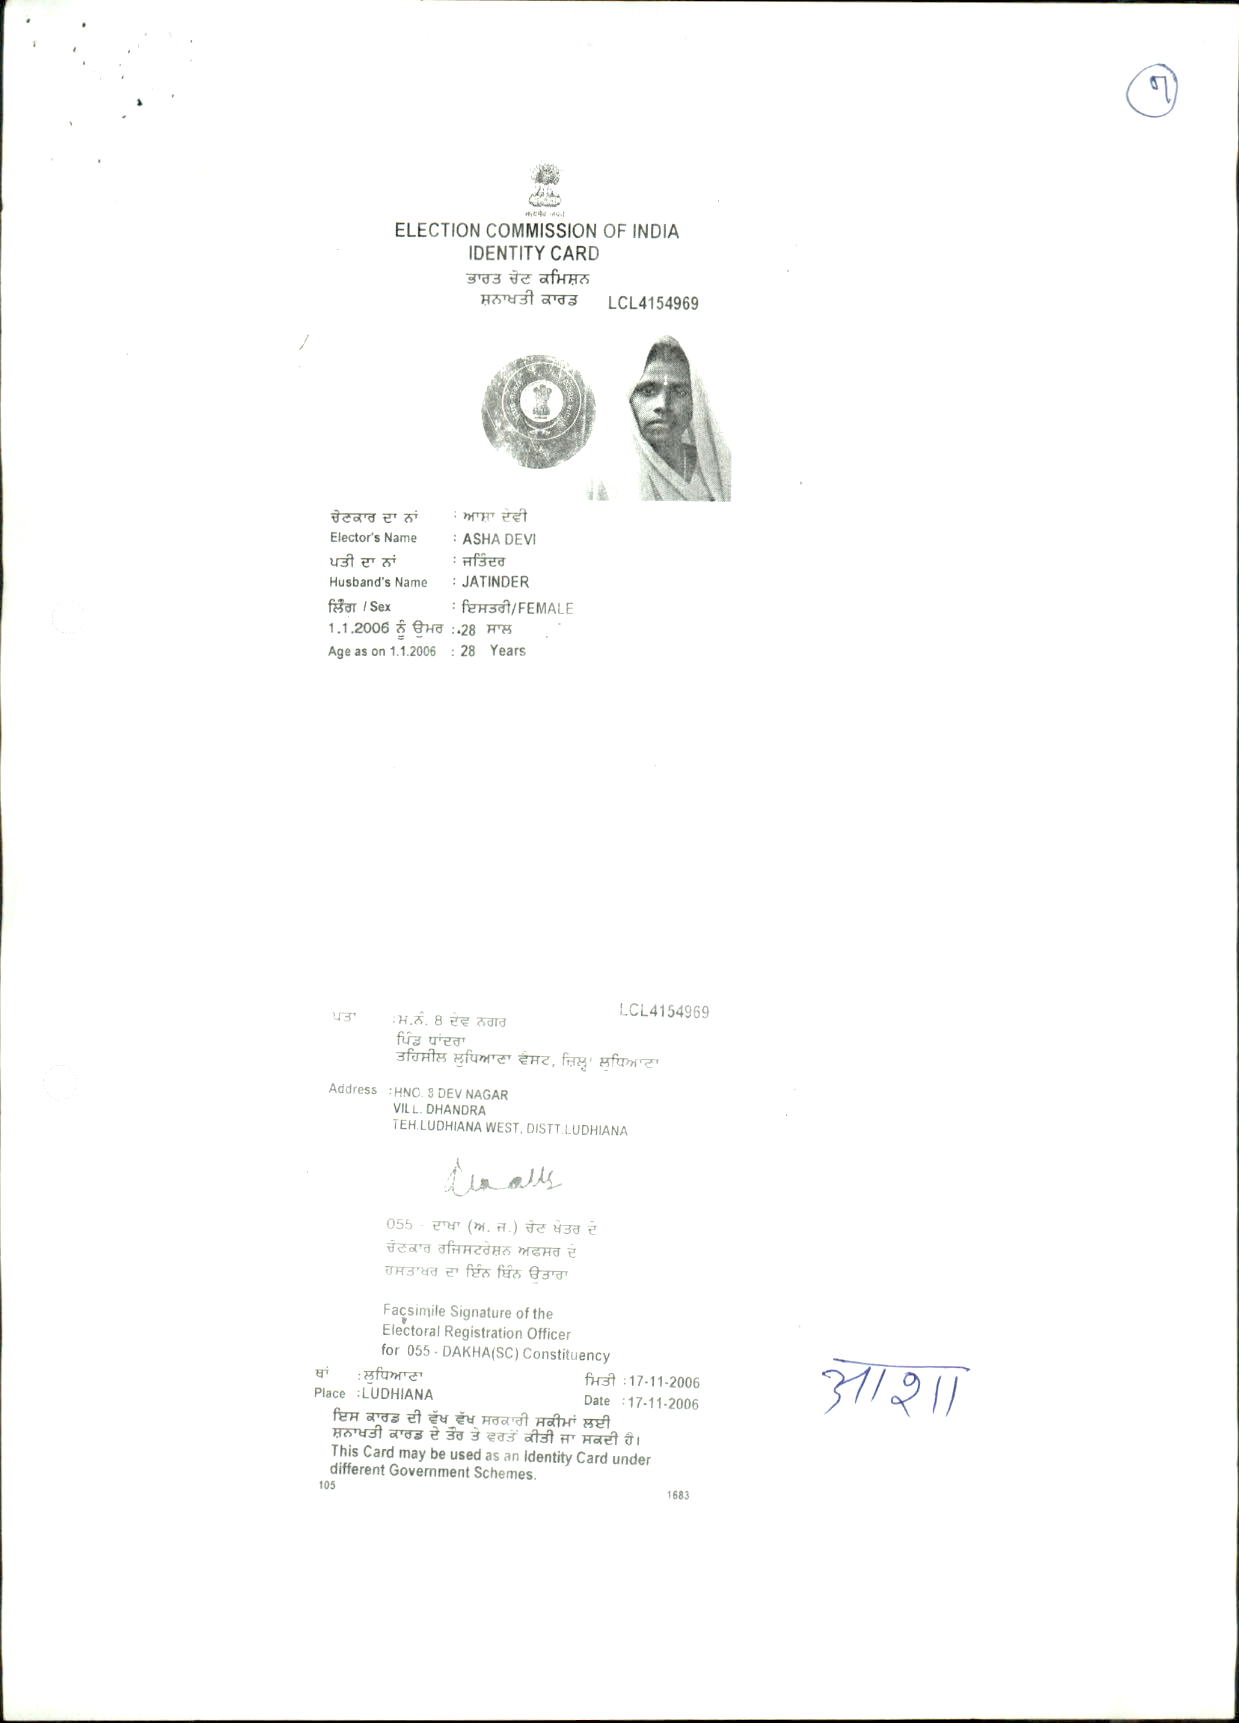 ELECTION COMMISSION OF INDIA
IDENTITY CARD
ਭਾਰਤ ਚੋਣ ਕਮਿਸ਼ਨ
ਸ਼ਨਾਖਤੀ ਕਾਰਡ LCL4154969
ਚੋਣਕਾਰ ਦਾ ਨਾਂ : ਆਸ਼ਾ ਦੇਵੀ
Elector's Name : ASHA DEVI
ਪਤੀ ਦਾ ਨਾਂ : ਜਤਿੰਦਰ
Husband's Name : JATINDER
ਲਿੰਗ / Sex : ਇਸਤਰੀ/FEMALE
1.1.2006 ਨੂੰ ਉਮਰ : 28 ਸਾਲ
Age as on 1.1.2006 : 28 Years
LCL4154969
ਪਤਾ :ਮ.ਨੰ. 8 ਦੇਵ ਨਗਰ
ਪਿੰਡ ਧਾਂਦਰਾ
ਤਹਿਸੀਲ ਲੁਧਿਆਣਾ ਵੈਸਟ, ਜ਼ਿਲ੍ਹਾ ਲੁਧਿਆਣਾ
Address :HNO. 8 DEV NAGAR
VILL. DHANDRA
TEH.LUDHIANA WEST, DISTT.LUDHIANA
055 - ਦਾਖਾ (ਅ. ਜ.) ਚੋਣ ਖੇਤਰ ਦੇ
ਚੋਣਕਾਰ ਰਜਿਸਟਰੇਸ਼ਨ ਅਫਸਰ ਦੇ
ਹਸਤਾਖਰ ਦਾ ਇੰਨ ਬਿੰਨ ਉਤਾਰਾ
Facsimile Signature of the
Electoral Registration Officer
for 055 - DAKHA(SC) Constituency
ਥਾਂ :ਲੁਧਿਆਣਾ ਮਿਤੀ :17-11-2006
Place :LUDHIANA Date :17-11-2006
ਇਸ ਕਾਰਡ ਦੀ ਵੱਖ ਵੱਖ ਸਰਕਾਰੀ ਸਕੀਮਾਂ ਲਈ
ਸ਼ਨਾਖਤੀ ਕਾਰਡ ਦੇ ਤੌਰ ਤੇ ਵਰਤੋਂ ਕੀਤੀ ਜਾ ਸਕਦੀ ਹੈ।
This Card may be used as an Identity Card under
different Government Schemes.
105 1683
आशा